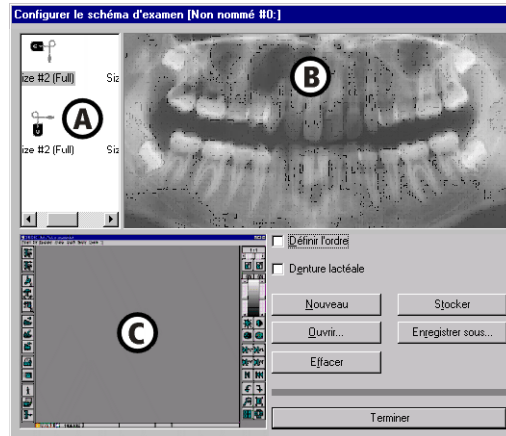 Configurer le schéma d'examen [Non nommé #0:]
B
ize #2 (Full) Siz
A
ize #2 (Full) Siz
Définir l'ordre
Denture lactéale
C
Nouveau Stocker
Ouvrir... Enregistrer sous...
Effacer
Terminer